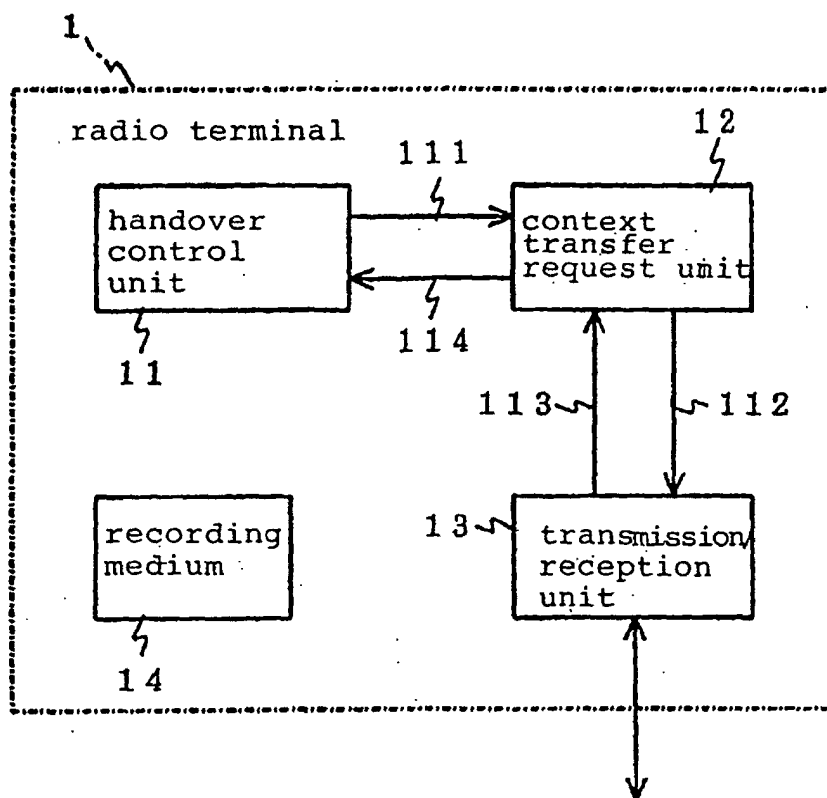 1
radio terminal
12
111
handover
control
unit
context
transfer
request unit
114
11
113
112
recording
medium
13
transmission/
reception
unit
14